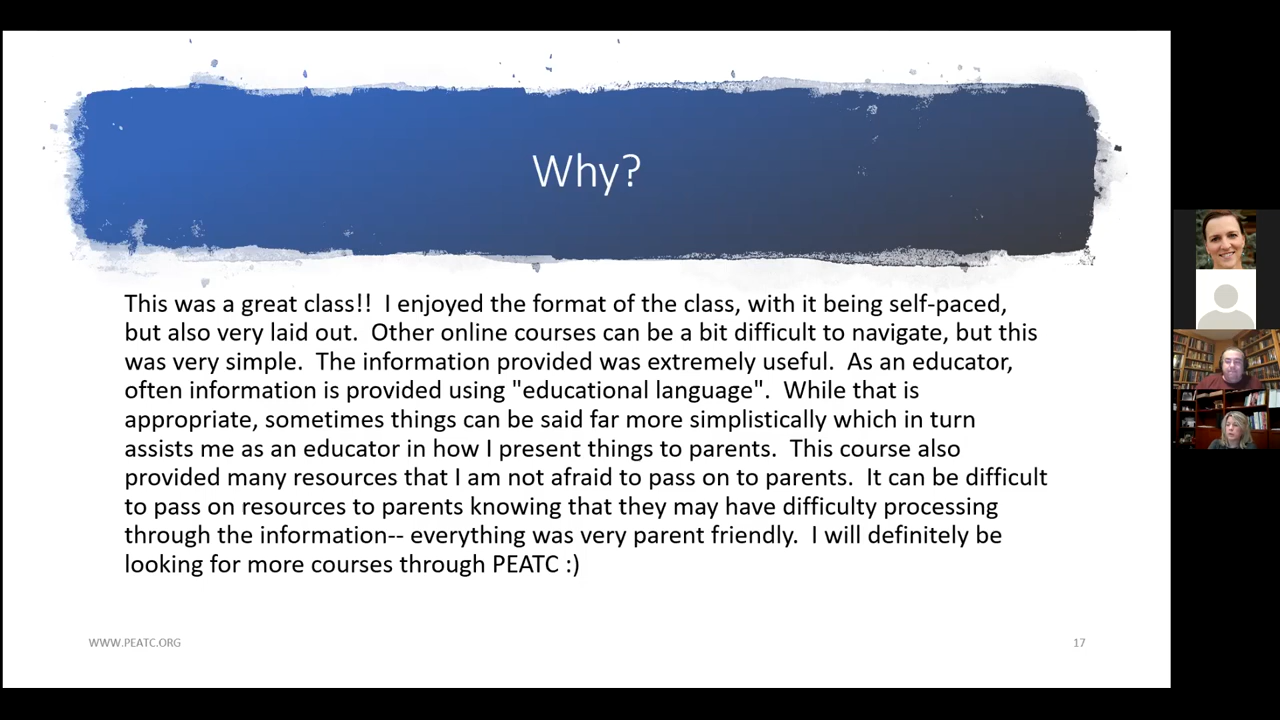 Why?
This was a great class!!  I enjoyed the format of the class, with it being self-paced,
but also very laid out.  Other online courses can be a bit difficult to navigate, but this
was very simple.  The information provided was extremely useful.  As an educator,
often information is provided using "educational language".  While that is
appropriate, sometimes things can be said far more simplistically which in turn
assists me as an educator in how I present things to parents.  This course also
provided many resources that I am not afraid to pass on to parents.  It can be difficult
to pass on resources to parents knowing that they may have difficulty processing
through the information-- everything was very parent friendly.  I will definitely be
looking for more courses through PEATC :)
WWW.PEATC.ORG
17